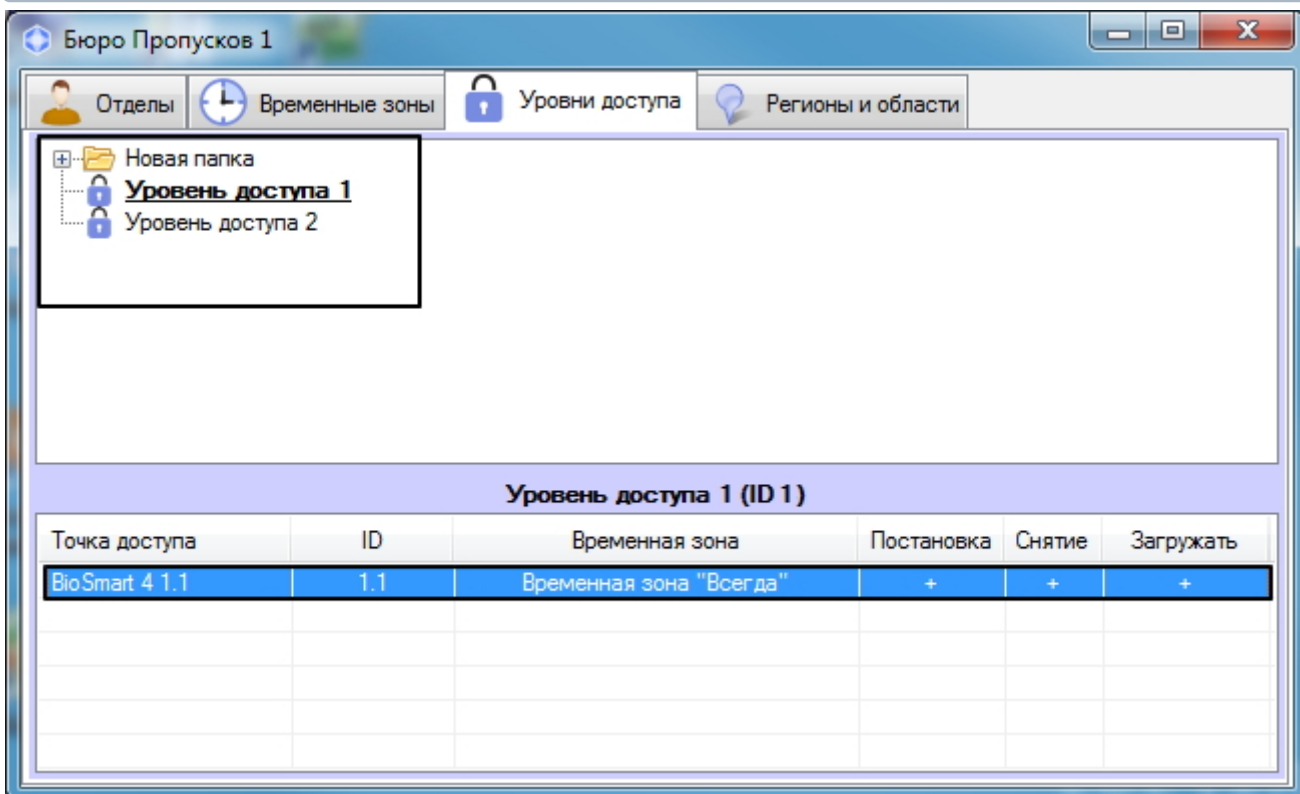 Бюро Пропусков 1
Отделы Временные зоны Уровни доступа Регионы и области
Новая папка
Уровень доступа 1
Уровень доступа 2
Уровень доступа 1 (ID 1)
Точка доступа ID Временная зона Постановка Снятие Загружать
BioSmart 4 1.1 1.1 Временная зона "Всегда" + + +